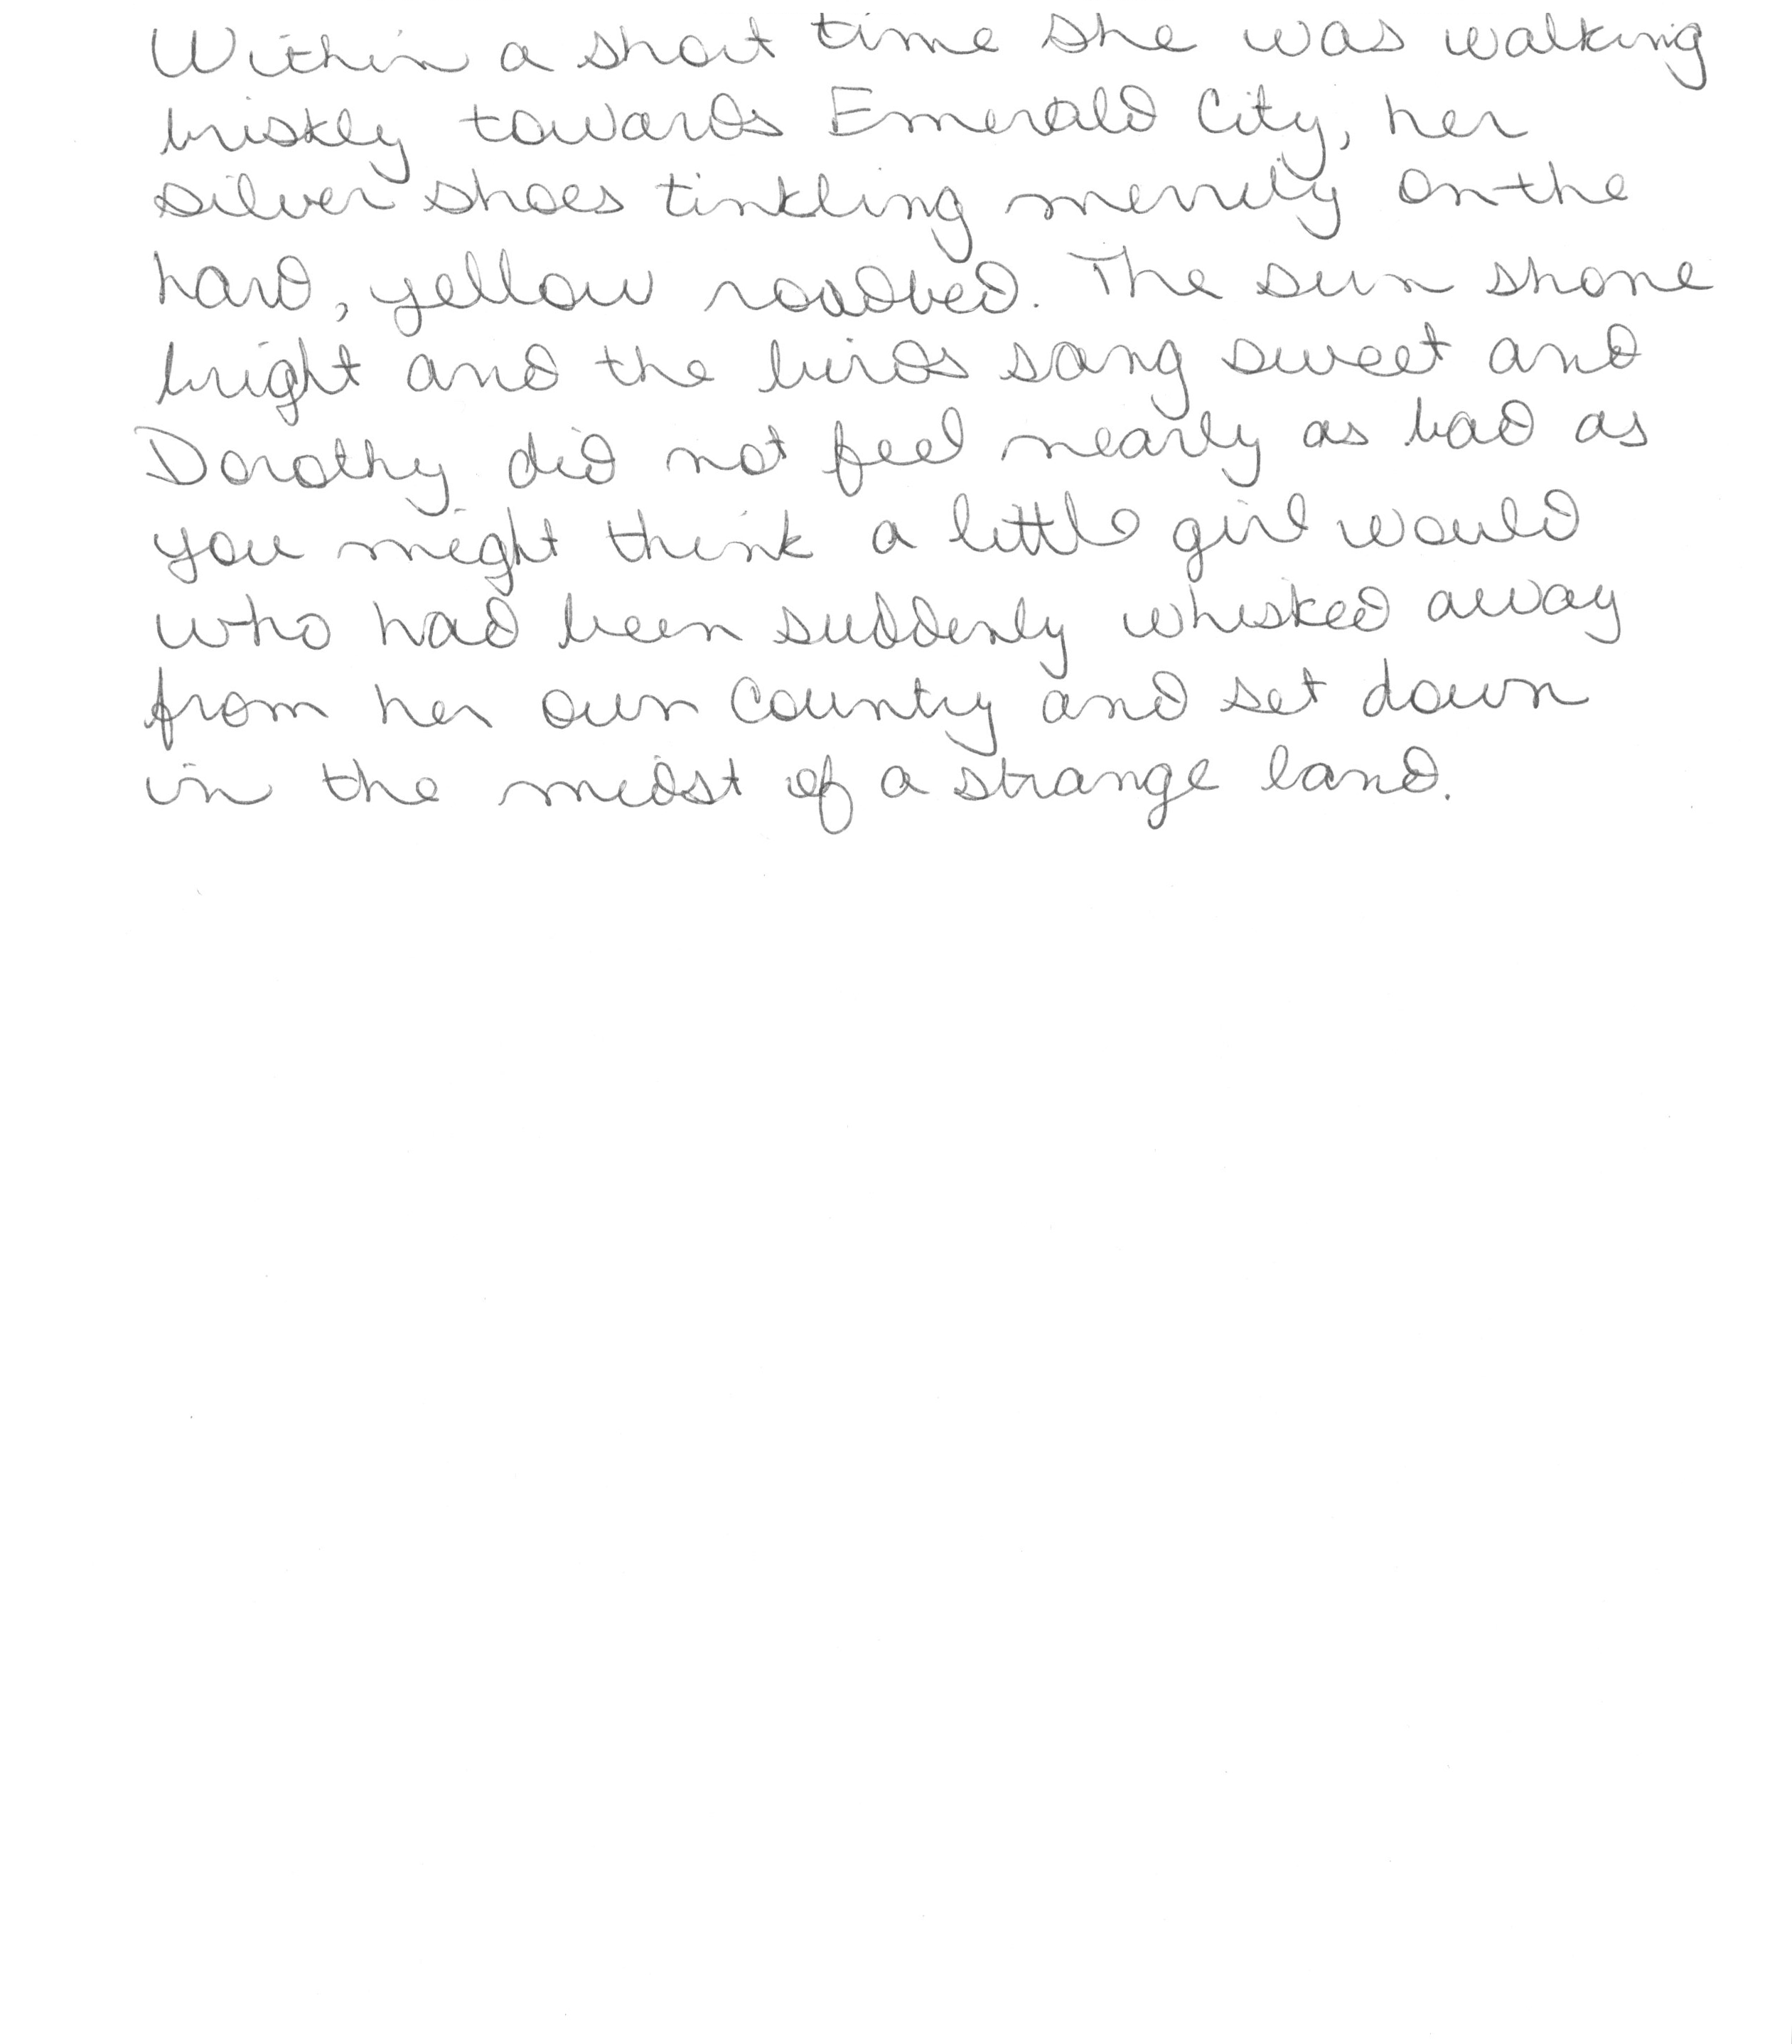 Within a short time she was walking
briskly towards Emerald City, her
silver shoes tinkling merrily on the
hard, yellow roadbed. The sun shone
bright and the birds sang sweet and
Dorothy did not feel nearly as bad as
you might think a little girl would
who had been suddenly whisked away
from her own country and set down
in the midst of a strange land.